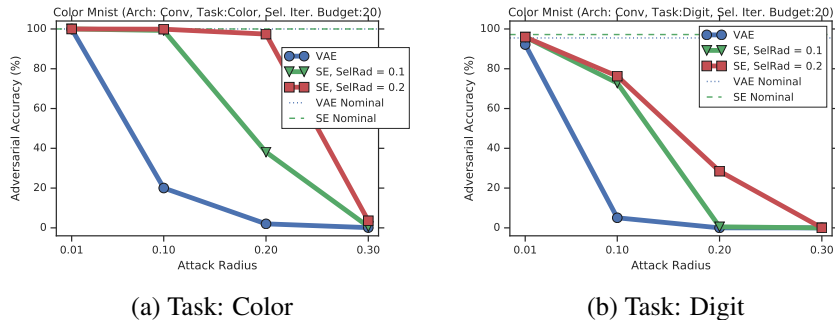 Color Mnist (Arch: Conv, Task:Color, Sel. Iter. Budget:20)
Adversarial Accuracy (%)
100
80
60
40
20
0
0.01 0.10 0.20 0.30
Attack Radius
VAE
SE, SelRad = 0.1
SE, SelRad = 0.2
VAE Nominal
SE Nominal
(a) Task: Color
Color Mnist (Arch: Conv, Task:Digit, Sel. Iter. Budget:20)
Adversarial Accuracy (%)
100
80
60
40
20
0
0.01 0.10 0.20 0.30
Attack Radius
VAE
SE, SelRad = 0.1
SE, SelRad = 0.2
VAE Nominal
SE Nominal
(b) Task: Digit